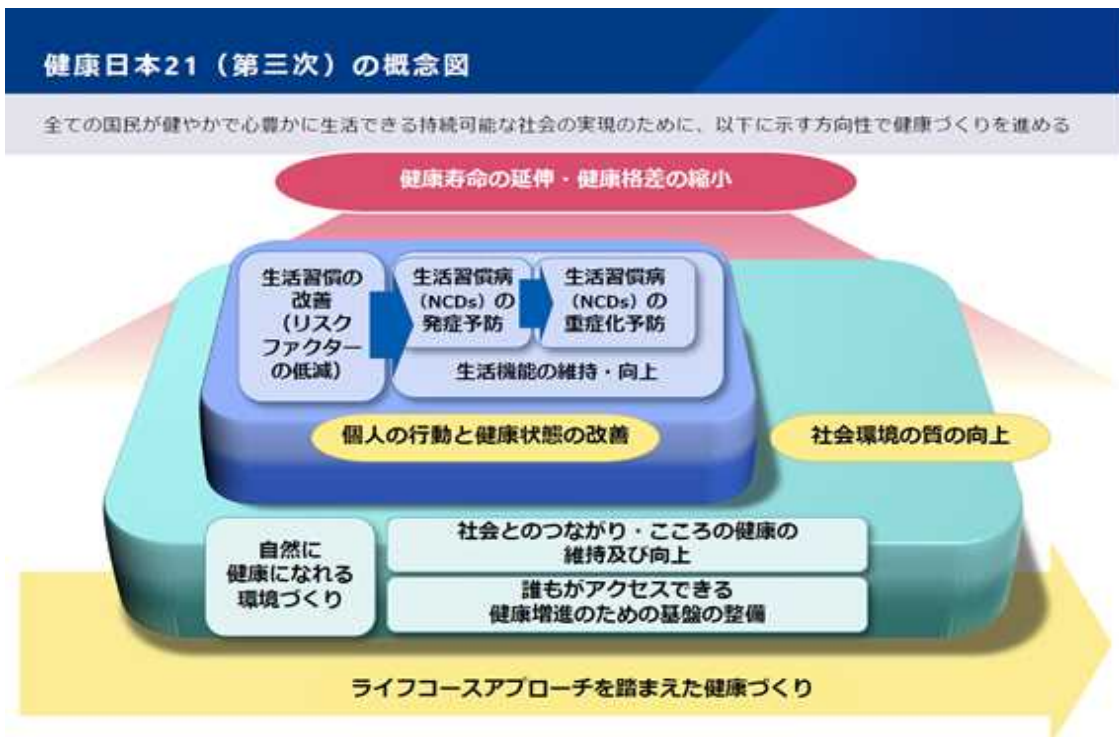 健康日本21（第三次）の概念図
全ての国民が健やかで心豊かに生活できる持続可能な社会の実現のために、以下に示す方向性で健康づくりを進める
健康寿命の延伸・健康格差の縮小
生活習慣の
改善
（リスク
ファクター
の低減）
生活習慣病
（NCDs）の
発症予防
生活習慣病
（NCDs）の
重症化予防
生活機能の維持・向上
個人の行動と健康状態の改善
社会環境の質の向上
自然に
健康になれる
環境づくり
社会とのつながり・こころの健康の
維持及び向上
誰もがアクセスできる
健康増進のための基盤の整備
ライフコースアプローチを踏まえた健康づくり